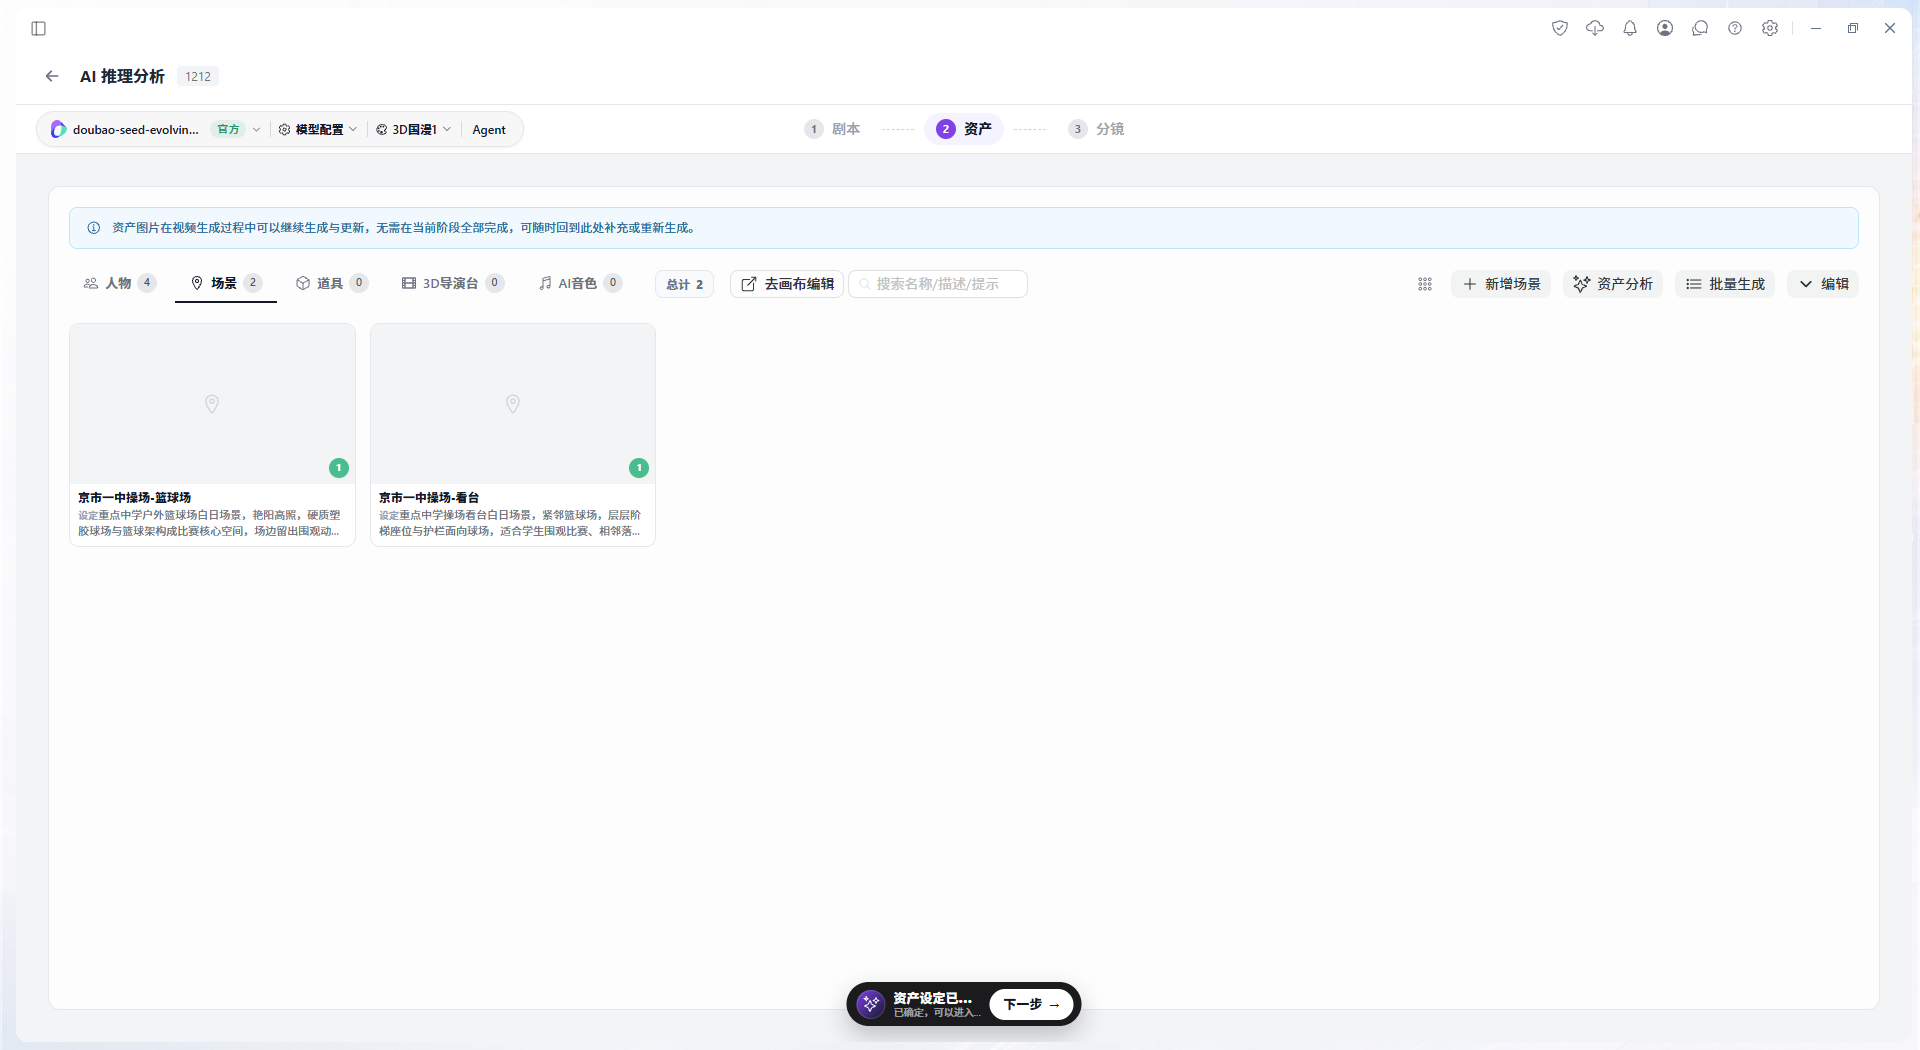 AI 推理分析 1212
doubao-seed-evolvin... 官方 模型配置 3D国漫1 Agent
1 剧本 2 资产 3 分镜
资产图片在视频生成过程中可以继续生成与更新，无需在当前阶段全部完成，可随时回到此处补充或重新生成。
人物 4 场景 2 道具 0 3D导演台 0 AI音色 0 总计 2 去画布编辑 搜索名称/描述/提示 新增场景 资产分析 批量生成 编辑
1
京市一中操场-篮球场
设定重点中学户外篮球场白日场景，艳阳高照，硬质塑
胶球场与篮球架构成比赛核心空间，场边留出围观动...
1
京市一中操场-看台
设定重点中学操场看台白日场景，紧邻篮球场，层层阶
梯座位与护栏面向球场，适合学生围观比赛、相邻落...
资产设定已...
已确定，可以进入...
下一步 →